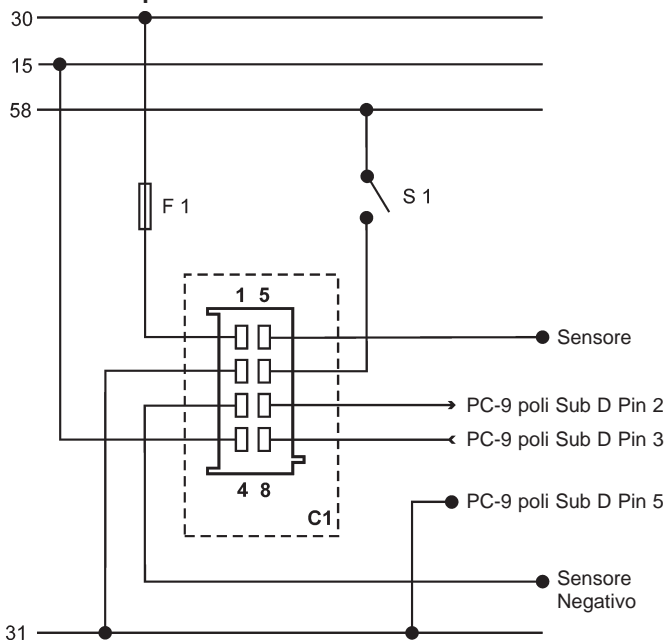 30
15
58
F 1
S 1
1 5
Sensore
PC-9 poli Sub D Pin 2
PC-9 poli Sub D Pin 3
4 8
C1
PC-9 poli Sub D Pin 5
Sensore
Negativo
31